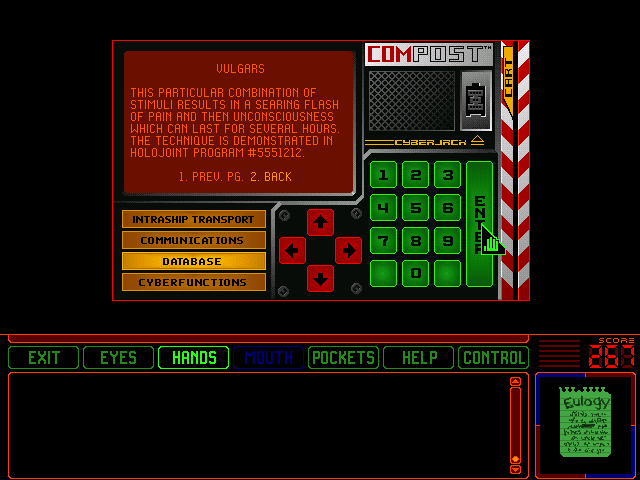 COMPOST™
CART
VULGARS
THIS PARTICULAR COMBINATION OF
STIMULI RESULTS IN A SEARING FLASH
OF PAIN AND THEN UNCONSCIOUSNESS
WHICH CAN LAST FOR SEVERAL HOURS.
THE TECHNIQUE IS DEMONSTRATED IN
HOLOJOINT PROGRAM #5551212.
1. PREV. PG. 2. BACK
CYBERJACK
1 2 3
4 5 6
7 8 9
0
ENTER
INTRASHIP TRANSPORT
COMMUNICATIONS
DATABASE
CYBERFUNCTIONS
EXIT EYES HANDS MOUTH POCKETS HELP CONTROL
SCORE
267
Eulogy